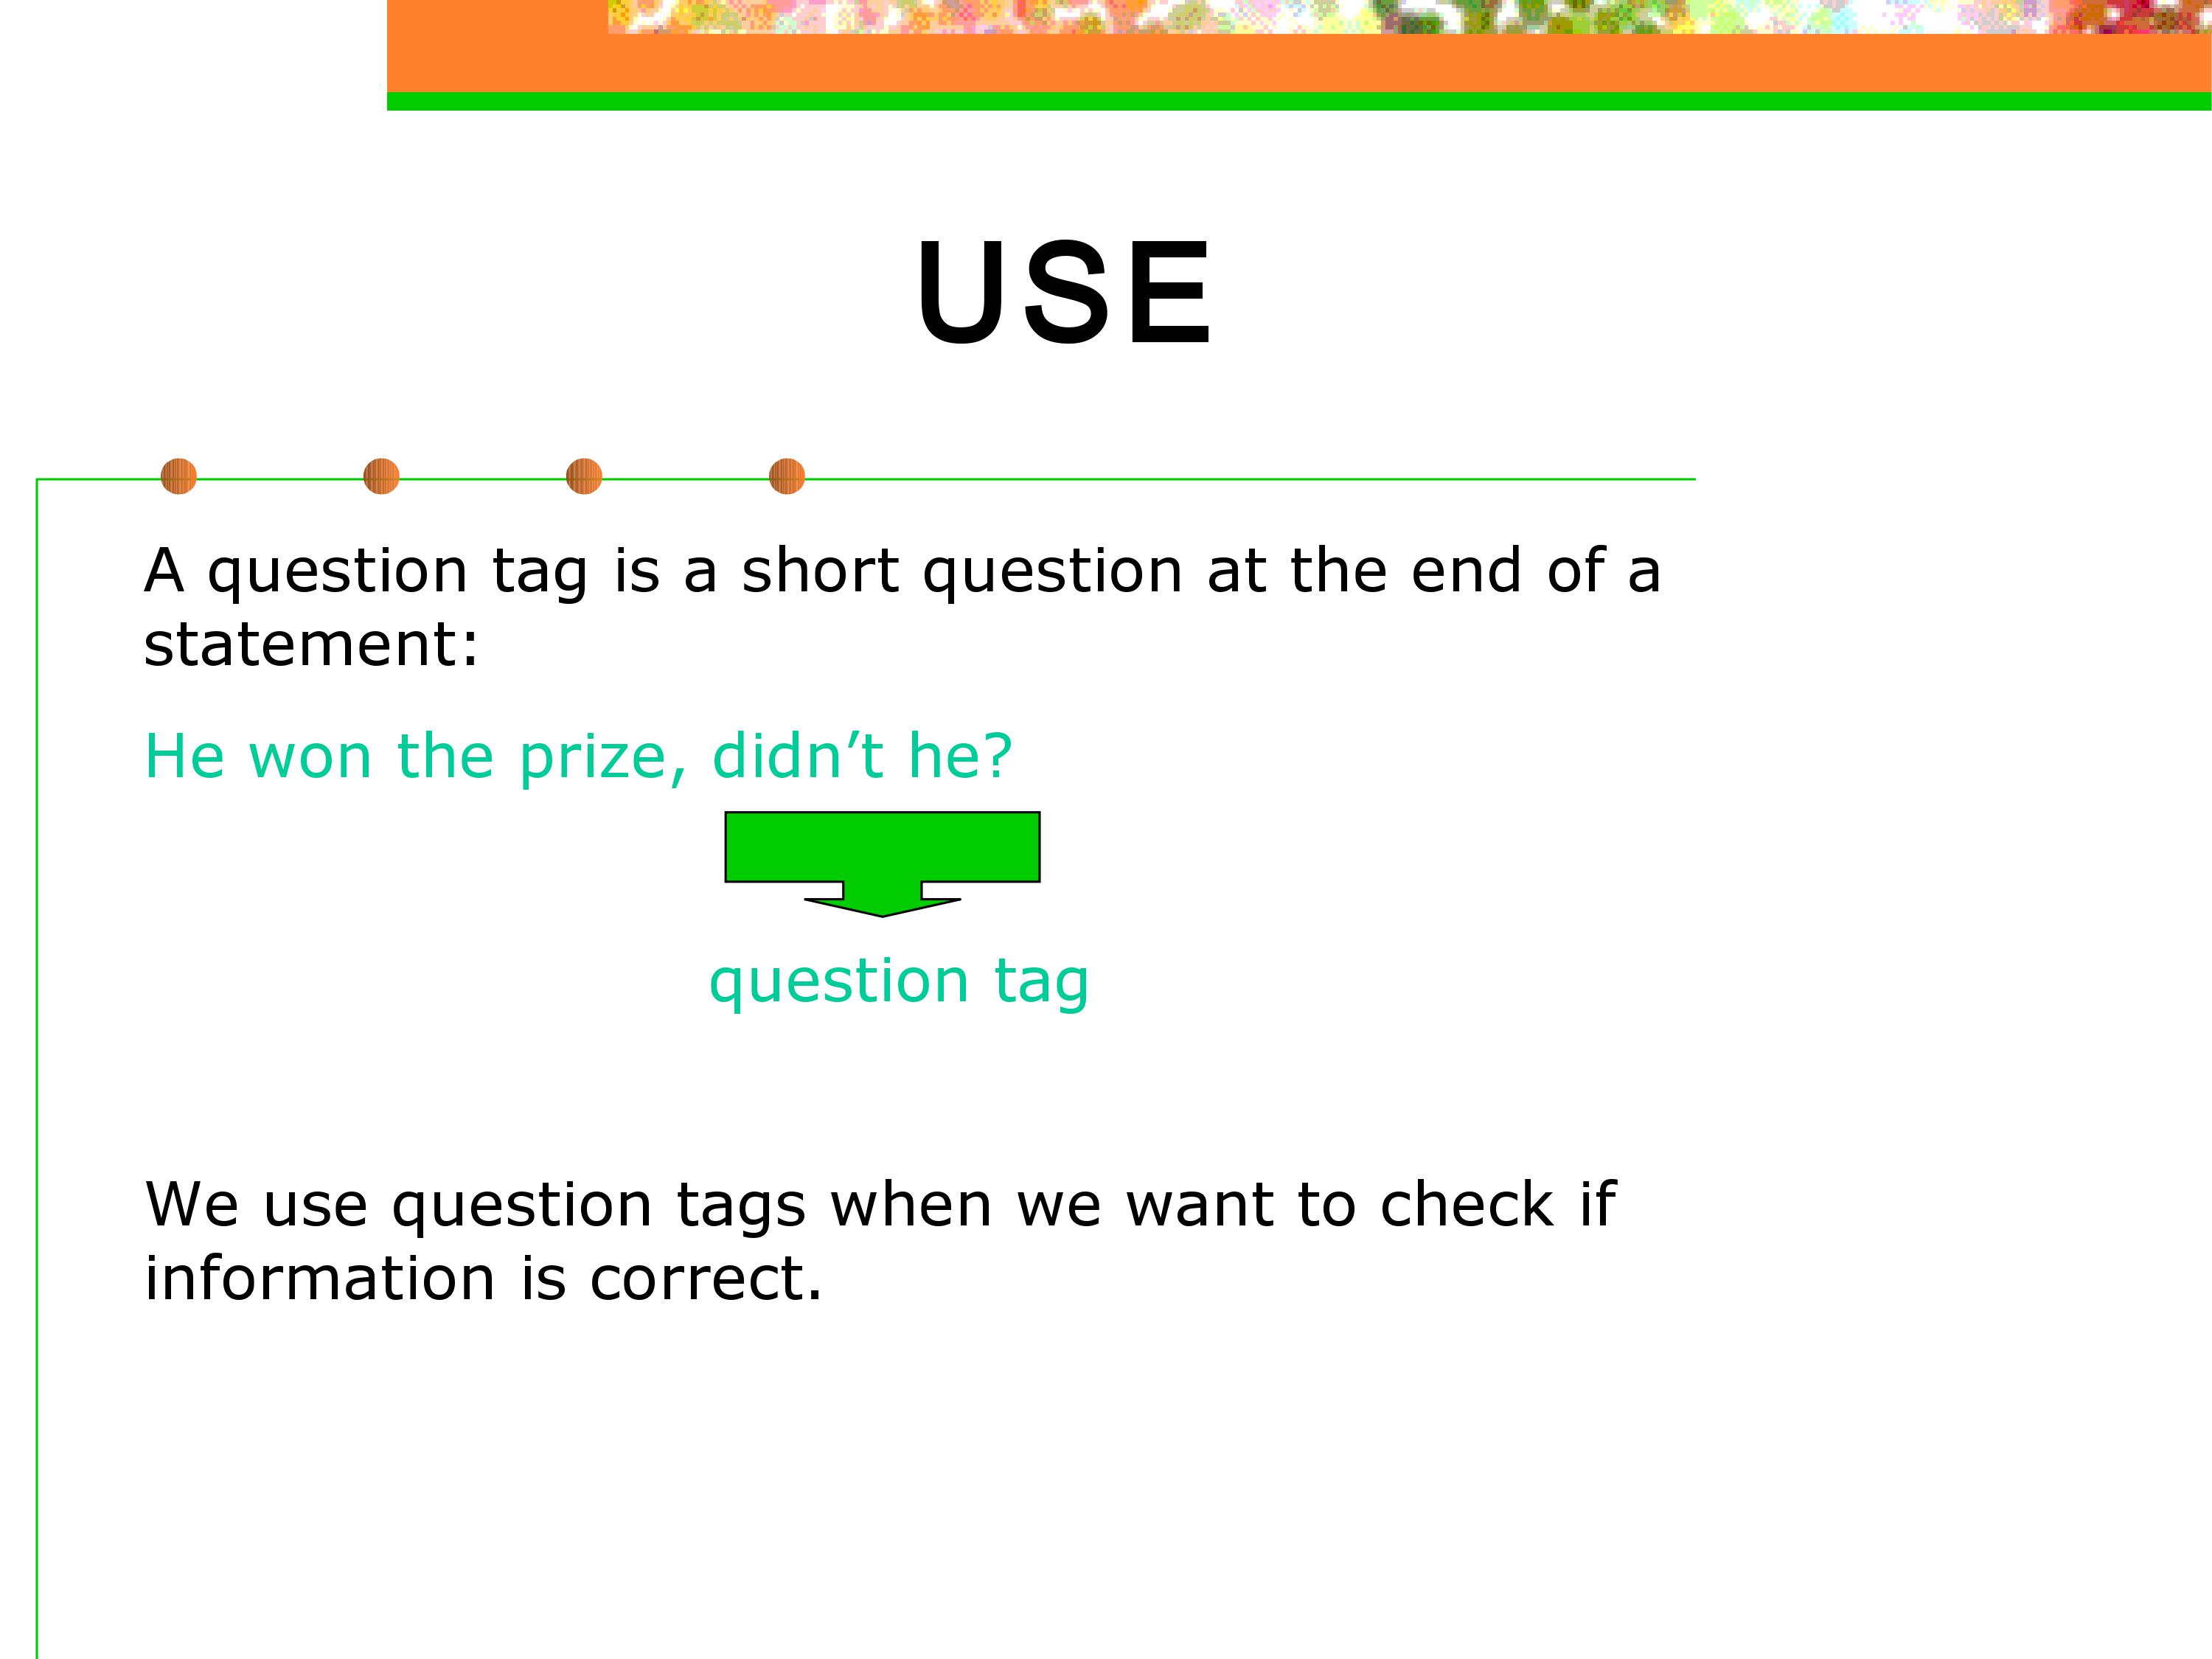 USE
A question tag is a short question at the end of a
statement:
He won the prize, didn’t he?
question tag
We use question tags when we want to check if
information is correct.